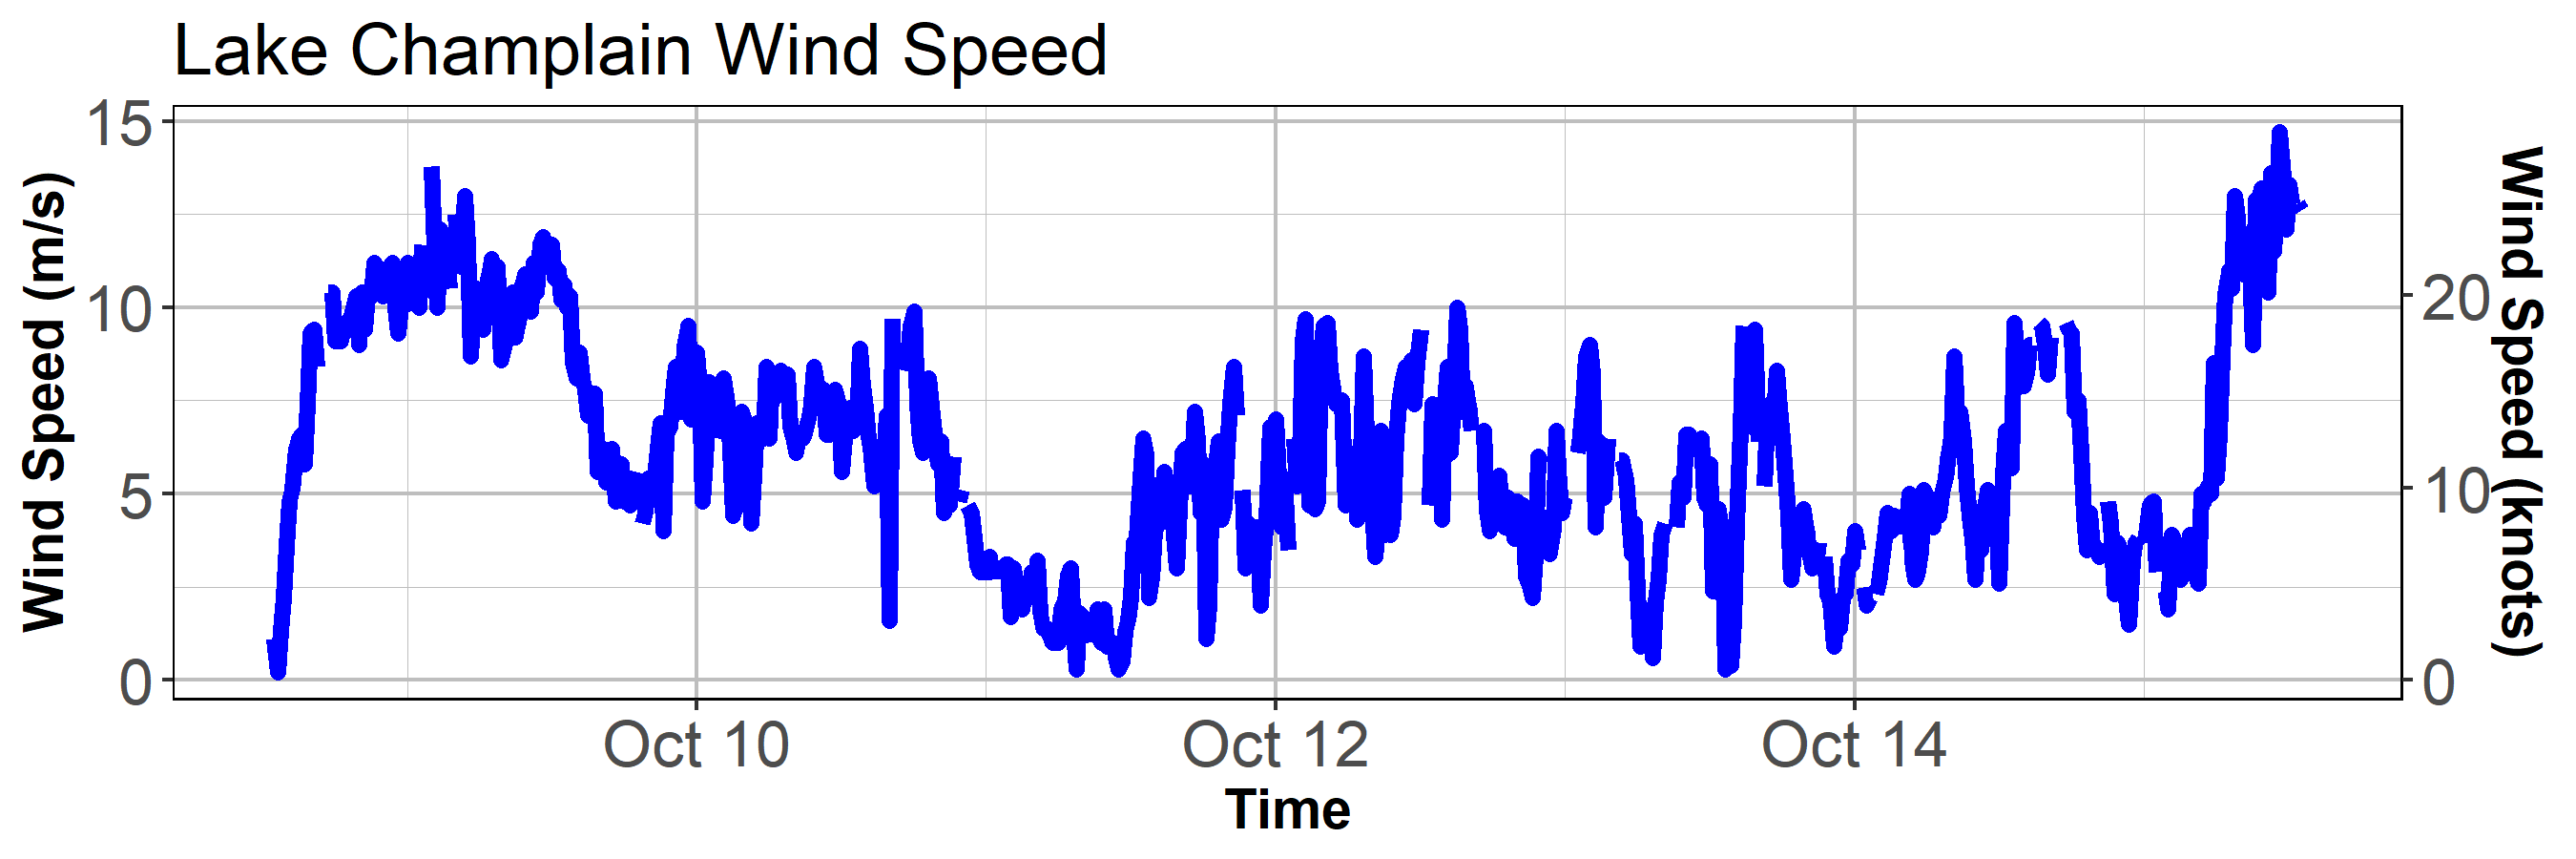 Lake Champlain Wind Speed
Wind Speed (m/s)
15
10
5
0
Wind Speed (knots)
20
10
0
Oct 10
Oct 12
Oct 14
Time